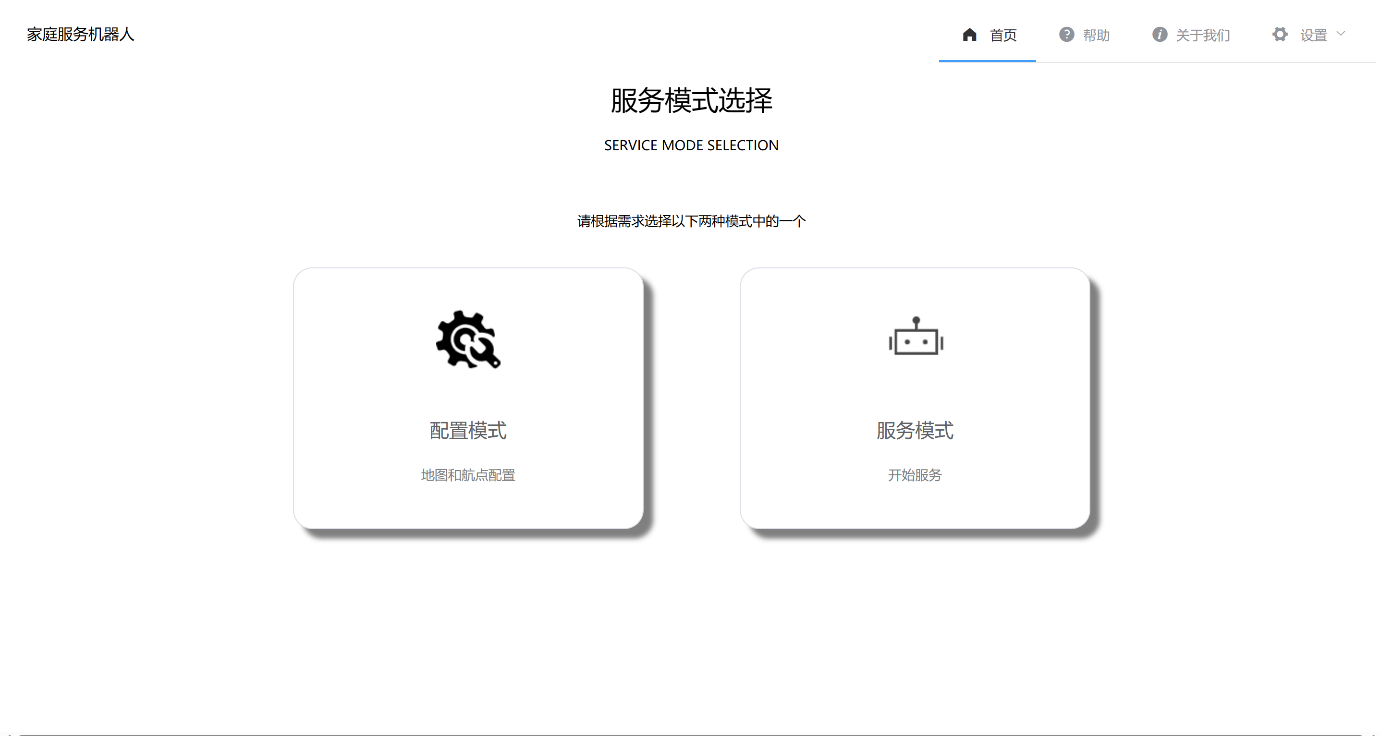 家庭服务机器人
首页 帮助 关于我们 设置
服务模式选择
SERVICE MODE SELECTION
请根据需求选择以下两种模式中的一个
配置模式
地图和航点配置
服务模式
开始服务